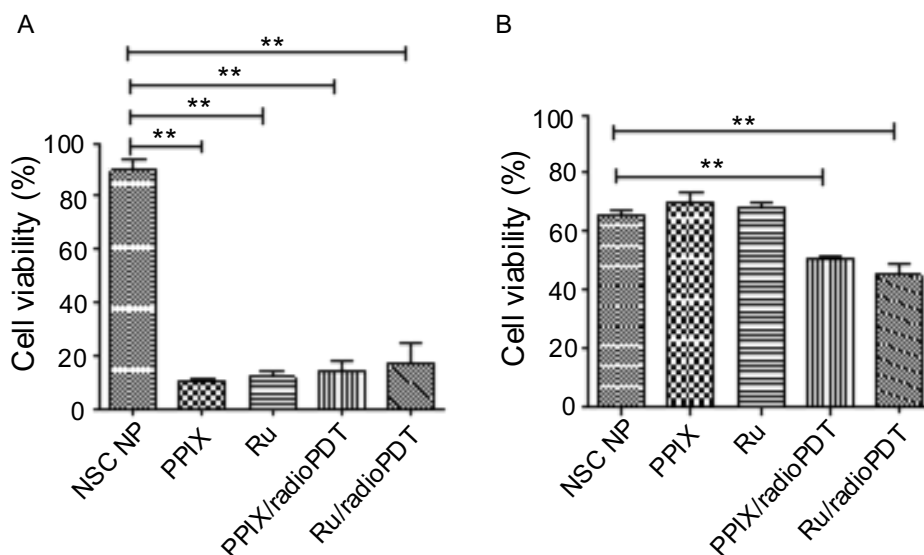 A
**
**
**
**
100
80
60
40
20
0
Cell viability (%)
NSC NP
PPIX
Ru
PPIX/radioPDT
Ru/radioPDT
B
**
**
100
80
60
40
20
0
Cell viability (%)
NSC NP
PPIX
Ru
PPIX/radioPDT
Ru/radioPDT